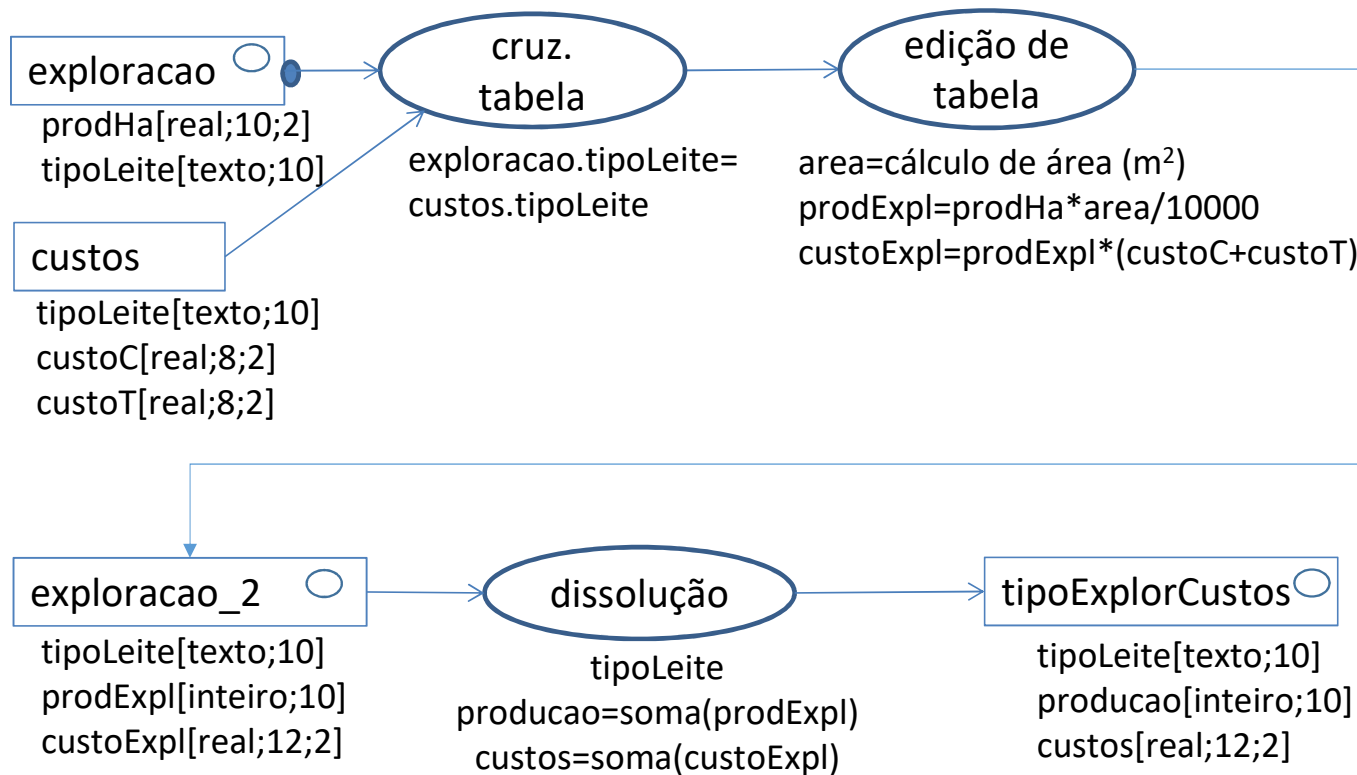 exploracao
prodHa[real;10;2]
tipoLeite[texto;10]
custos
tipoLeite[texto;10]
custoC[real;8;2]
custoT[real;8;2]
cruz.
tabela
exploracao.tipoLeite=
custos.tipoLeite
edição de
tabela
area=cálculo de área (m²)
prodExpl=prodHa*area/10000
custoExpl=prodExpl*(custoC+custoT)
exploracao_2
tipoLeite[texto;10]
prodExpl[inteiro;10]
custoExpl[real;12;2]
dissolução
tipoLeite
producao=soma(prodExpl)
custos=soma(custoExpl)
tipoExplorCustos
tipoLeite[texto;10]
producao[inteiro;10]
custos[real;12;2]